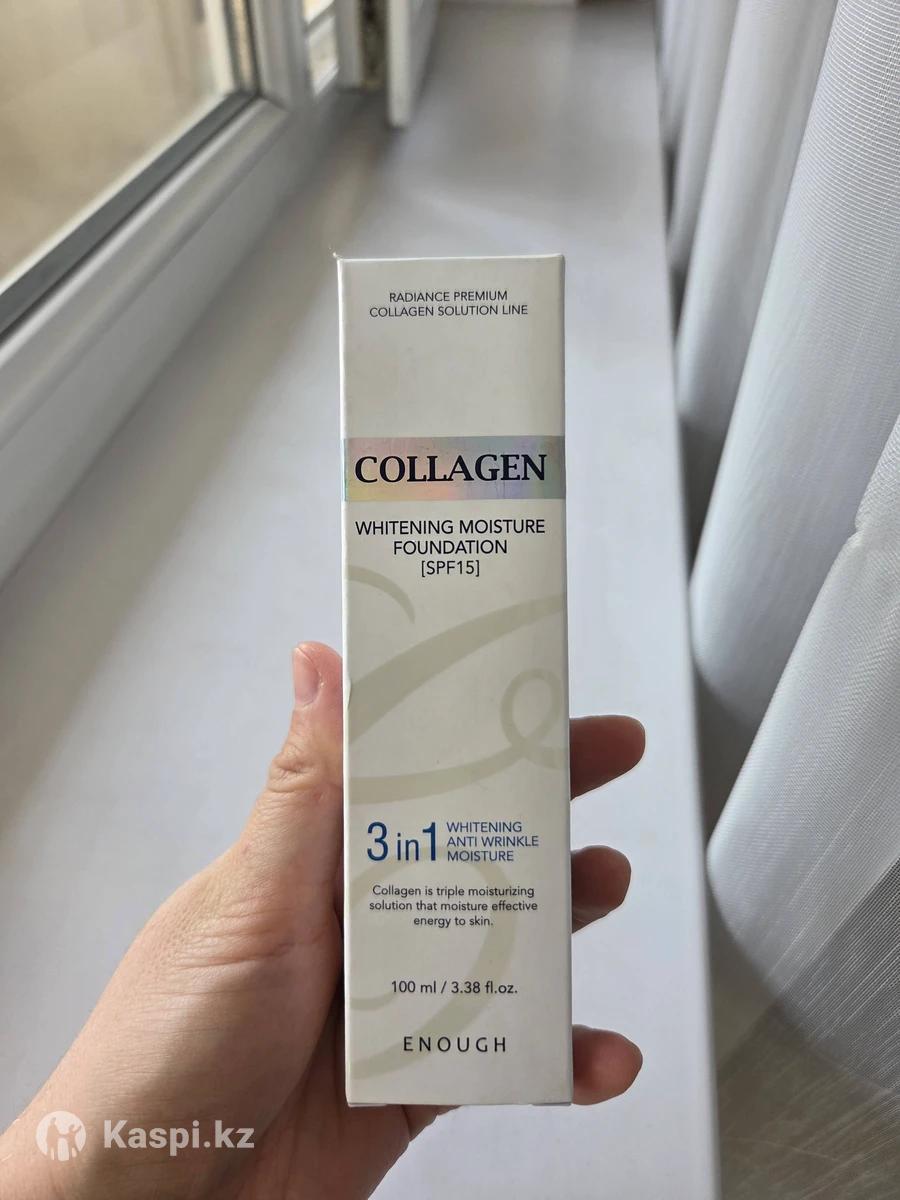 RADIANCE PREMIUM
COLLAGEN SOLUTION LINE
COLLAGEN
WHITENING MOISTURE
FOUNDATION
[SPF15]
3 in 1
WHITENING
ANTI WRINKLE
MOISTURE
Collagen is triple moisturizing
solution that moisture effective
energy to skin.
100 ml / 3.38 fl.oz.
ENOUGH
Kaspi.kz